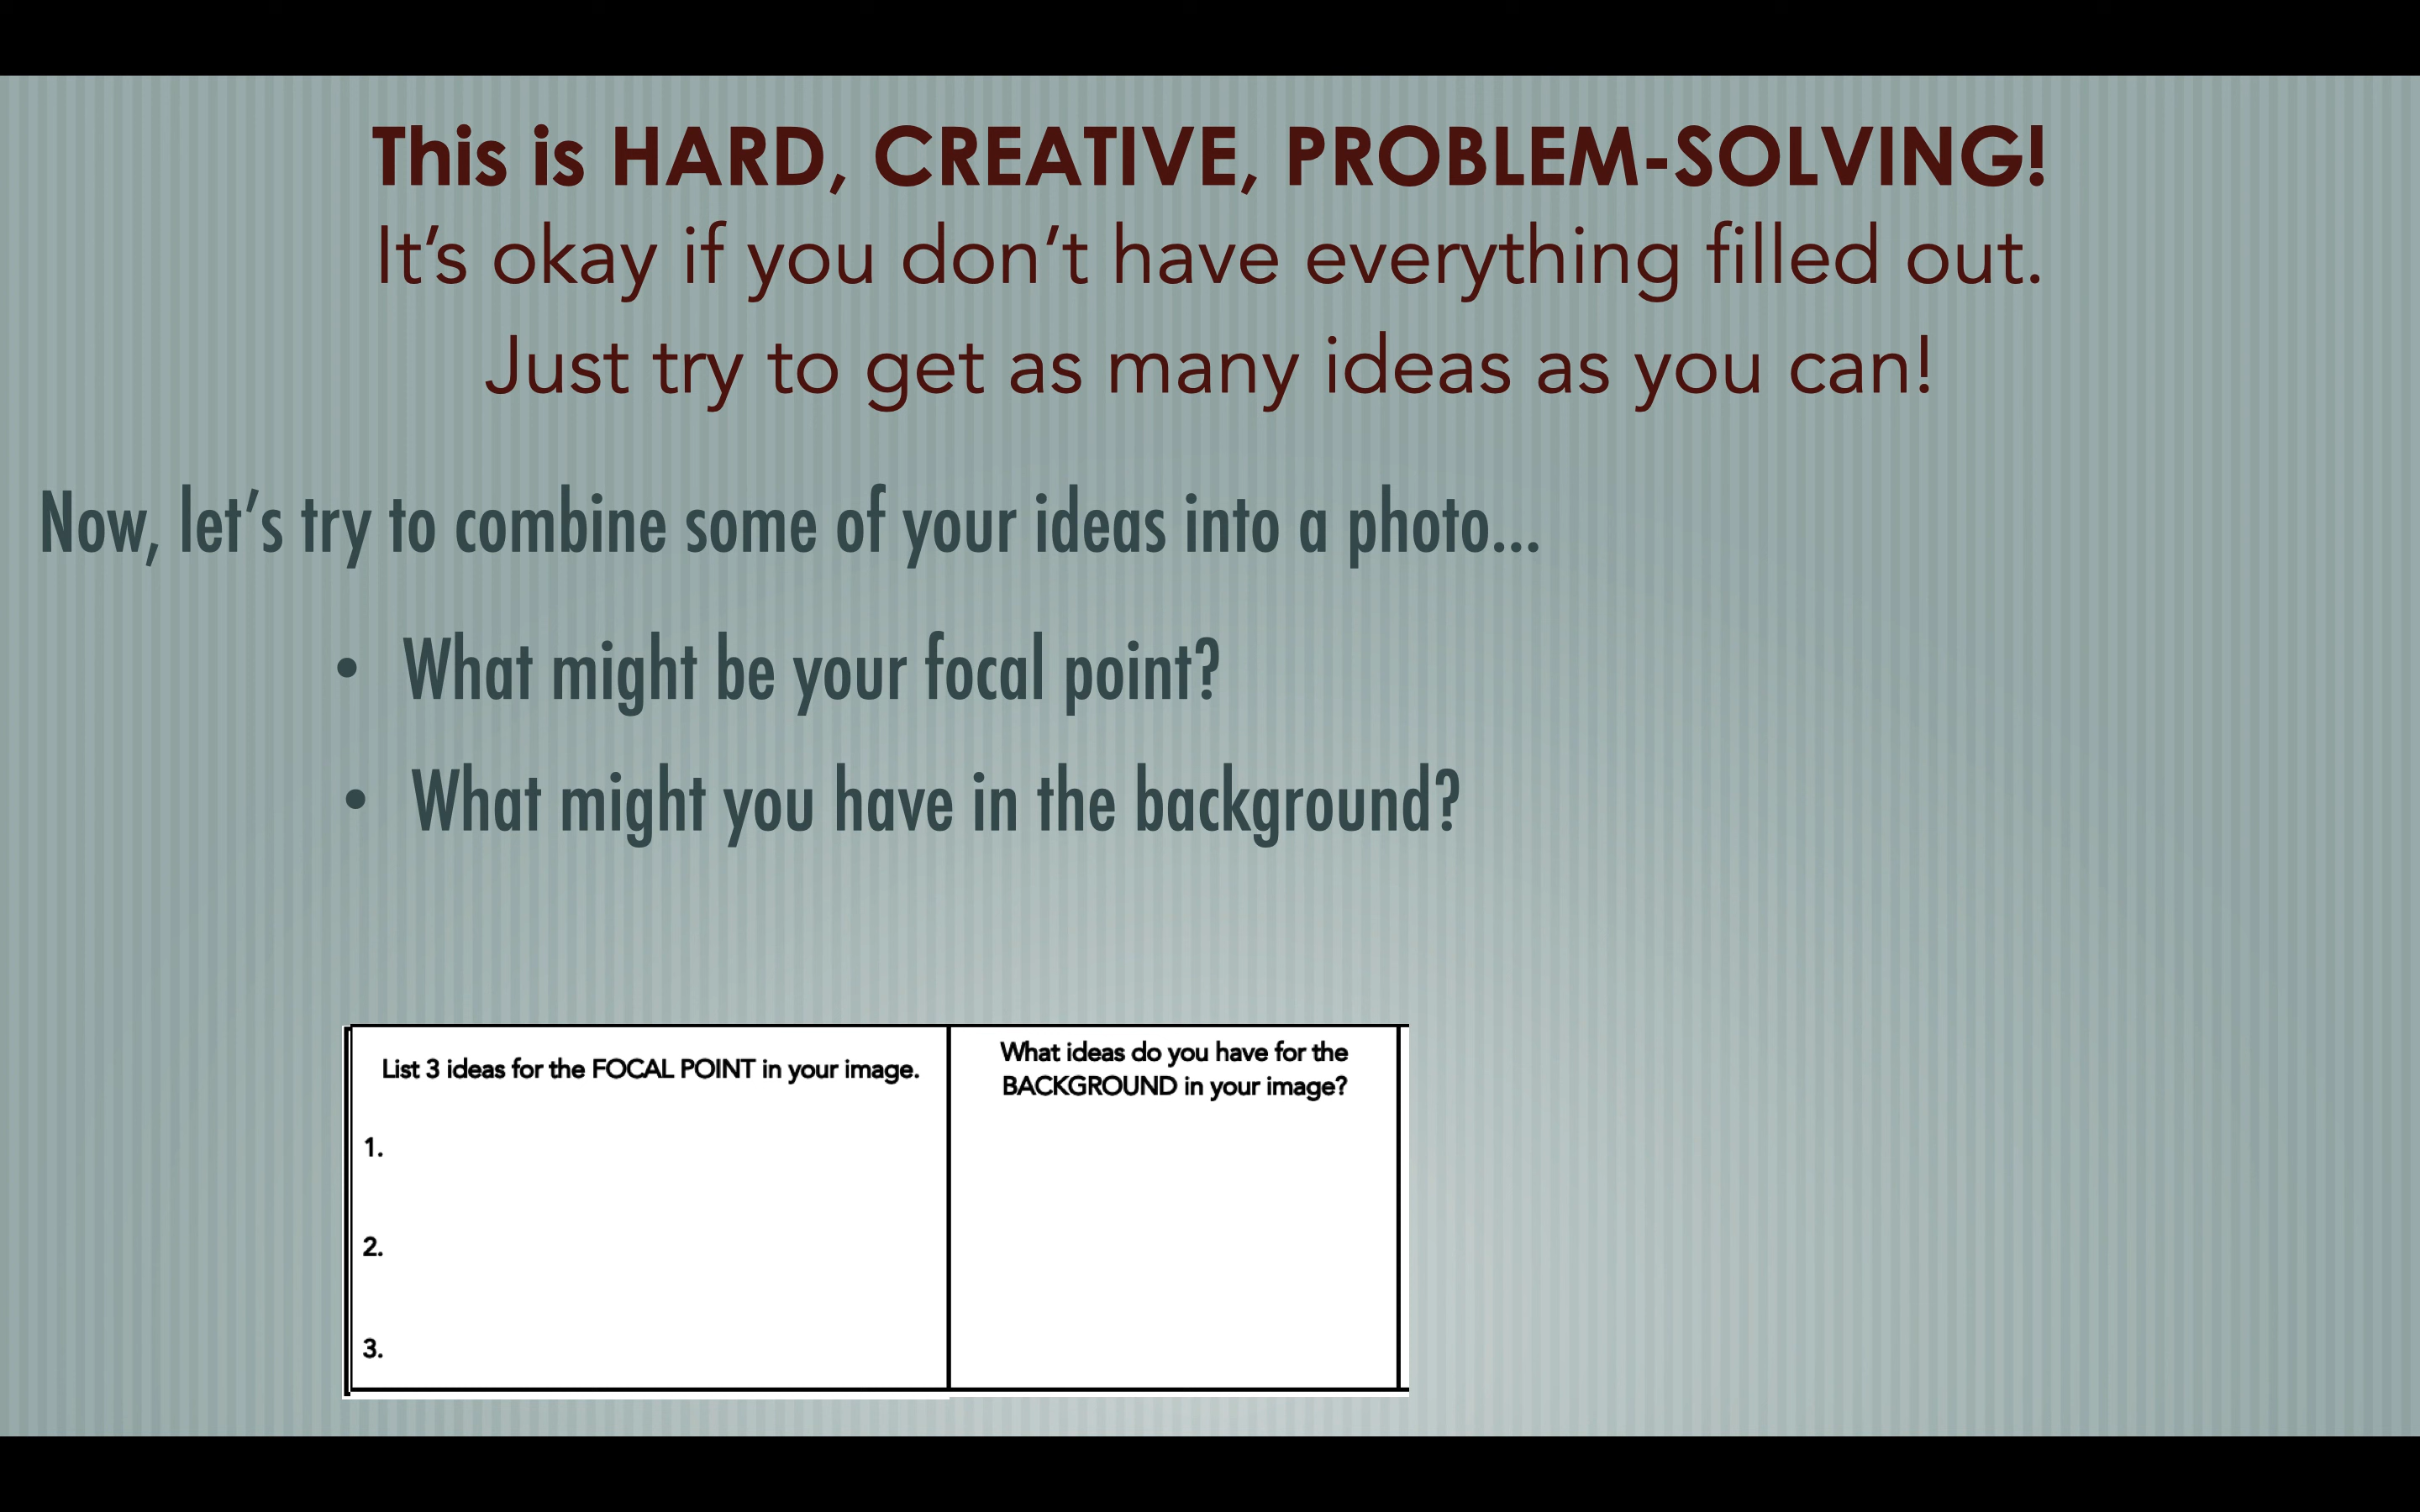 This is HARD, CREATIVE, PROBLEM-SOLVING!
It’s okay if you don’t have everything filled out.
Just try to get as many ideas as you can!
Now, let’s try to combine some of your ideas into a photo...
• What might be your focal point?
• What might you have in the background?
List 3 ideas for the FOCAL POINT in your image.
1.
2.
3.
What ideas do you have for the
BACKGROUND in your image?